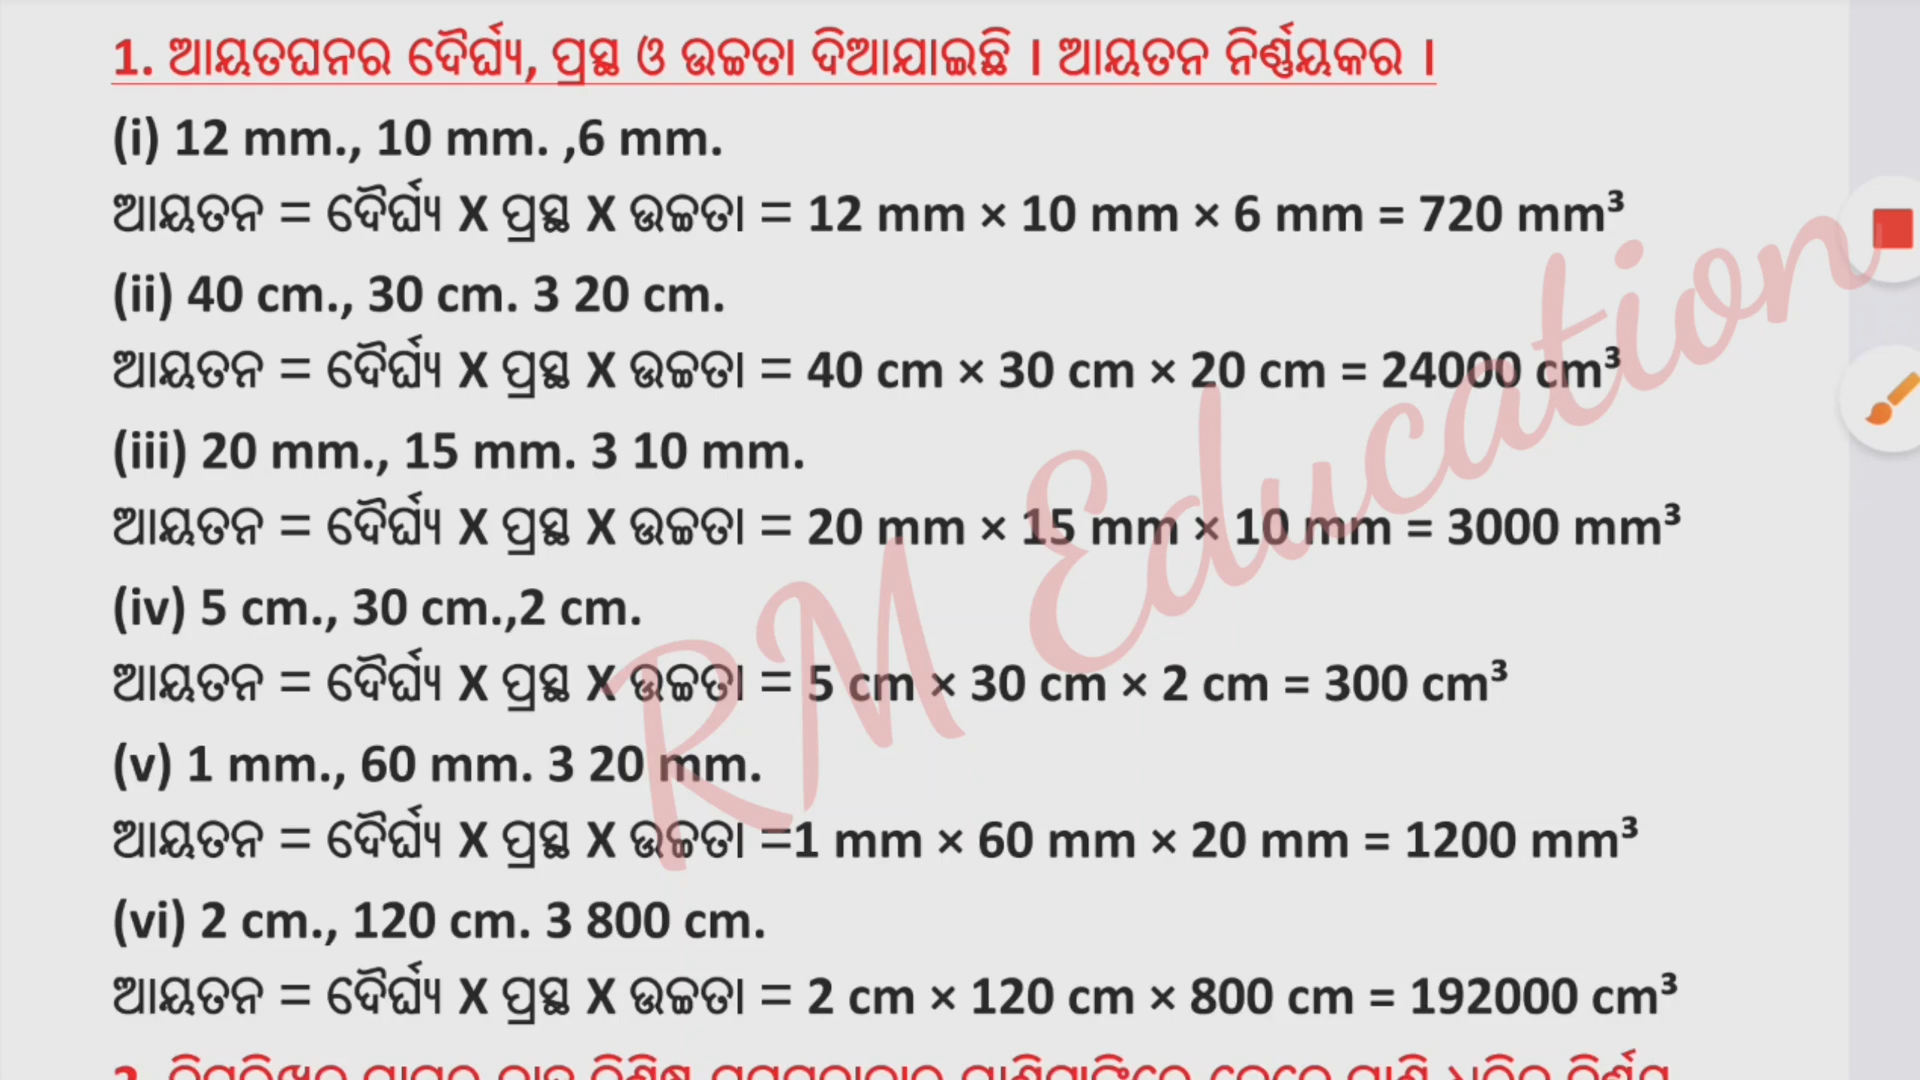 1. ଆୟତଘନର ଦୈର୍ଘ୍ୟ, ପ୍ରସ୍ଥ ଓ ଉଚ୍ଚତା ଦିଆଯାଇଛି । ଆୟତନ ନିର୍ଣ୍ଣୟକର ।
(i) 12 mm., 10 mm. ,6 mm.
ଆୟତନ = ଦୈର୍ଘ୍ୟ X ପ୍ରସ୍ଥ X ଉଚ୍ଚତା = 12 mm × 10 mm × 6 mm = 720 mm³
(ii) 40 cm., 30 cm. 3 20 cm.
ଆୟତନ = ଦୈର୍ଘ୍ୟ X ପ୍ରସ୍ଥ X ଉଚ୍ଚତା = 40 cm × 30 cm × 20 cm = 24000 cm³
(iii) 20 mm., 15 mm. 3 10 mm.
ଆୟତନ = ଦୈର୍ଘ୍ୟ X ପ୍ରସ୍ଥ X ଉଚ୍ଚତା = 20 mm × 15 mm × 10 mm = 3000 mm³
(iv) 5 cm., 30 cm.,2 cm.
ଆୟତନ = ଦୈର୍ଘ୍ୟ X ପ୍ରସ୍ଥ X ଉଚ୍ଚତା = 5 cm × 30 cm × 2 cm = 300 cm³
(v) 1 mm., 60 mm. 3 20 mm.
ଆୟତନ = ଦୈର୍ଘ୍ୟ X ପ୍ରସ୍ଥ X ଉଚ୍ଚତା =1 mm × 60 mm × 20 mm = 1200 mm³
(vi) 2 cm., 120 cm. 3 800 cm.
ଆୟତନ = ଦୈର୍ଘ୍ୟ X ପ୍ରସ୍ଥ X ଉଚ୍ଚତା = 2 cm × 120 cm × 800 cm = 192000 cm³
RM Education